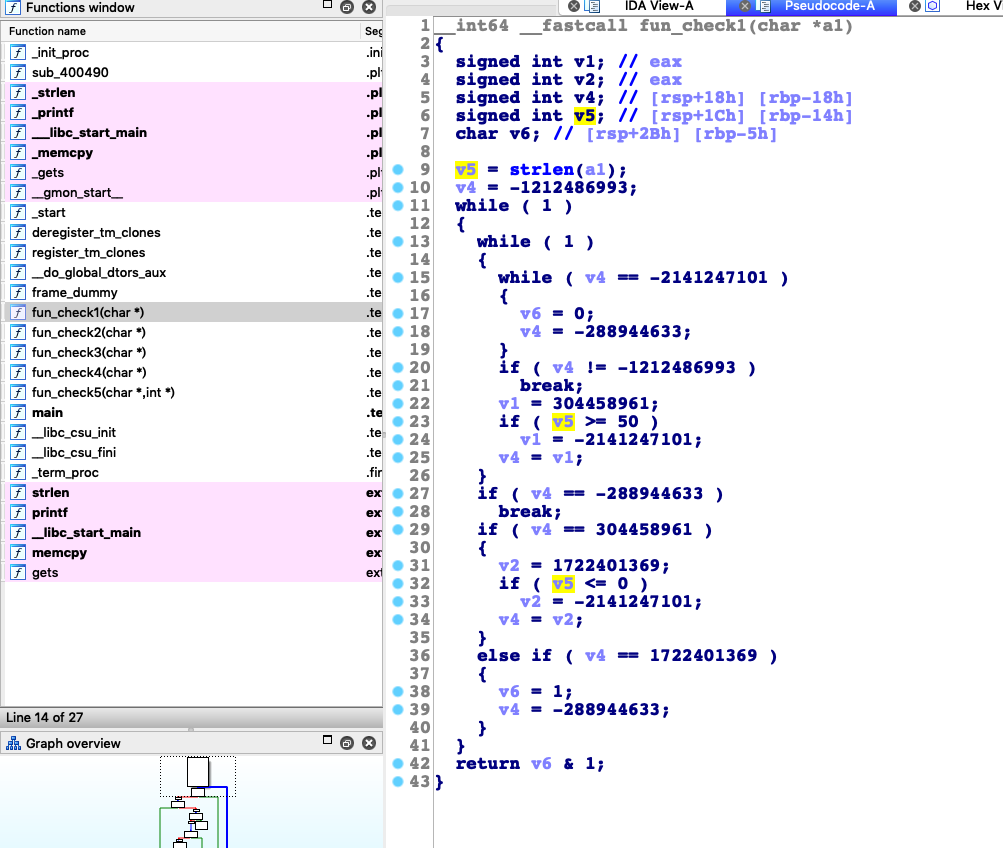 Functions window
Function name Seg
f _init_proc .ini
f sub_400490 .pl
f _strlen .pl
f _printf .pl
f ___libc_start_main .pl
f _memcpy .pl
f _gets .pl
f __gmon_start__ .pl
f _start .te
f deregister_tm_clones .te
f register_tm_clones .te
f __do_global_dtors_aux .te
f frame_dummy .te
f fun_check1(char *) .te
f fun_check2(char *) .te
f fun_check3(char *) .te
f fun_check4(char *) .te
f fun_check5(char *,int *) .te
f main .te
f __libc_csu_init .te
f __libc_csu_fini .te
f _term_proc .fir
f strlen ext
f printf ext
f __libc_start_main ext
f memcpy ext
f gets ext
Line 14 of 27
Graph overview
IDA View-A Pseudocode-A Hex V
1 __int64 __fastcall fun_check1(char *a1)
2 {
3 signed int v1; // eax
4 signed int v2; // eax
5 signed int v4; // [rsp+18h] [rbp-18h]
6 signed int v5; // [rsp+1Ch] [rbp-14h]
7 char v6; // [rsp+2Bh] [rbp-5h]
8
9 v5 = strlen(a1);
10 v4 = -1212486993;
11 while ( 1 )
12 {
13 while ( 1 )
14 {
15 while ( v4 == -2141247101 )
16 {
17 v6 = 0;
18 v4 = -288944633;
19 }
20 if ( v4 != -1212486993 )
21 break;
22 v1 = 304458961;
23 if ( v5 >= 50 )
24 v1 = -2141247101;
25 v4 = v1;
26 }
27 if ( v4 == -288944633 )
28 break;
29 if ( v4 == 304458961 )
30 {
31 v2 = 1722401369;
32 if ( v5 <= 0 )
33 v2 = -2141247101;
34 v4 = v2;
35 }
36 else if ( v4 == 1722401369 )
37 {
38 v6 = 1;
39 v4 = -288944633;
40 }
41 }
42 return v6 & 1;
43 }